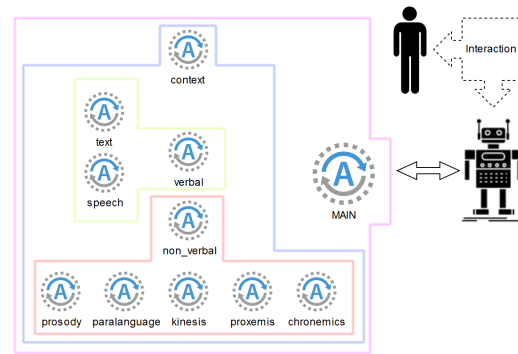 context
Interaction
text
verbal
speech
MAIN
non_verbal
prosody
paralanguage
kinesis
proxemis
chronemics
A
A
A
A
A
A
A
A
A
A
A